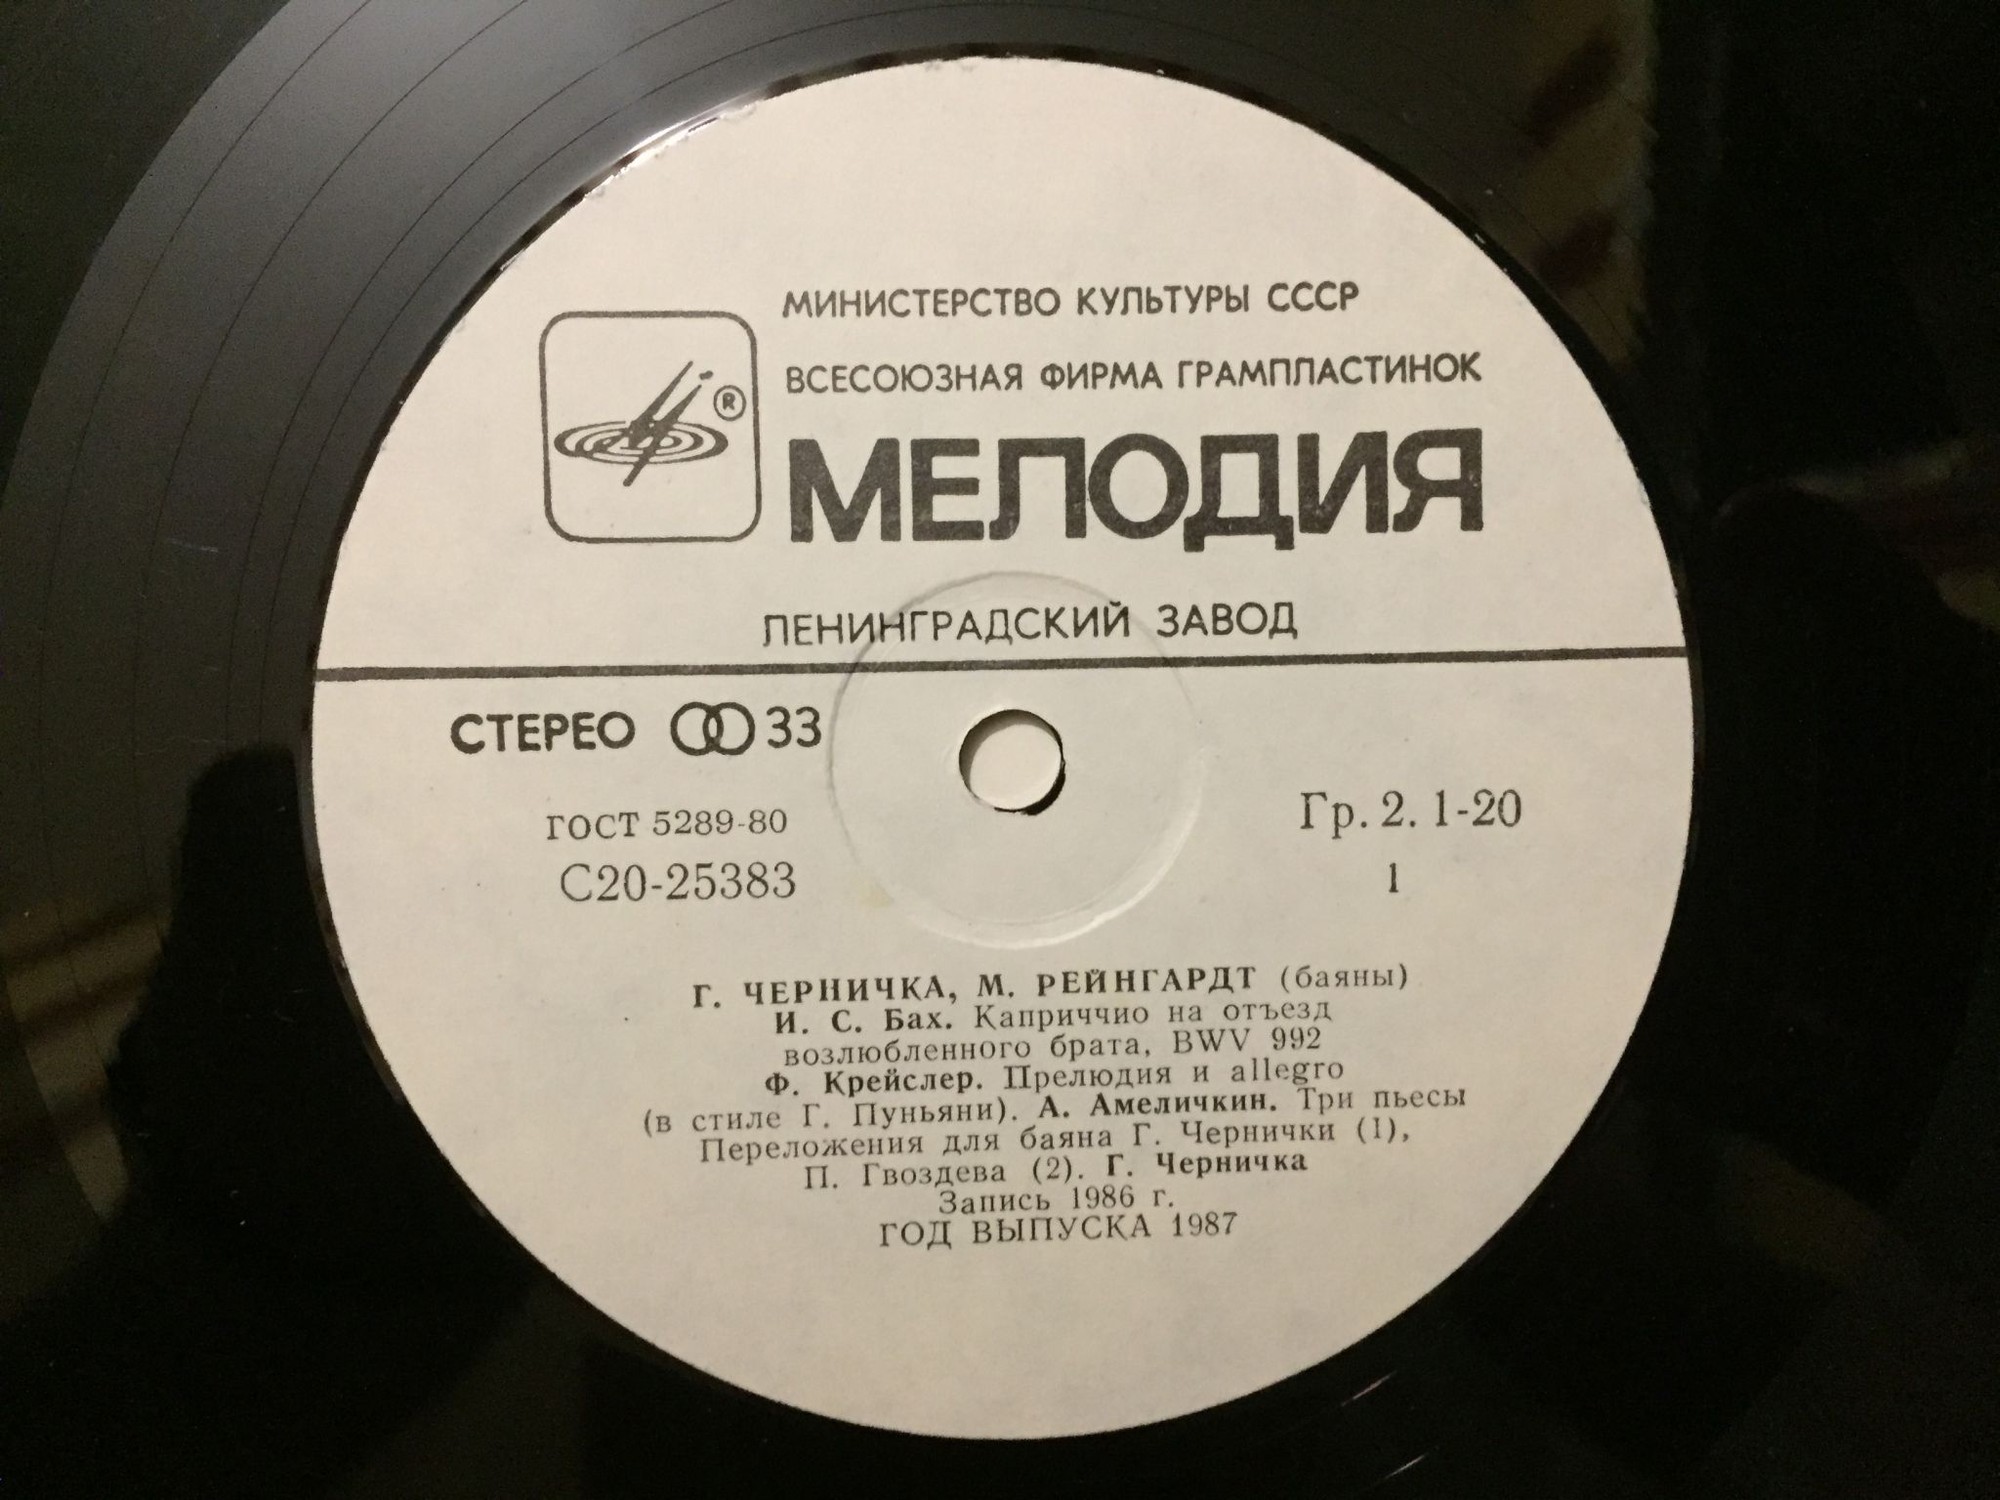 МИНИСТЕРСТВО КУЛЬТУРЫ СССР
ВСЕСОЮЗНАЯ ФИРМА ГРАМПЛАСТИНОК
®
МЕЛОДИЯ
ЛЕНИНГРАДСКИЙ ЗАВОД
СТЕРЕО 33
ГОСТ 5289-80
Гр. 2. 1-20
С20-25383
1
Г. ЧЕРНИЧКА, М. РЕЙНГАРДТ (баяны)
И. С. Бах. Каприччио на отъезд
возлюбленного брата, BWV 992
Ф. Крейслер. Прелюдия и allegro
(в стиле Г. Пуньяни). А. Амеличкин. Три пьесы
Переложения для баяна Г. Чернички (1),
П. Гвоздева (2). Г. Черничка
Запись 1986 г.
ГОД ВЫПУСКА 1987